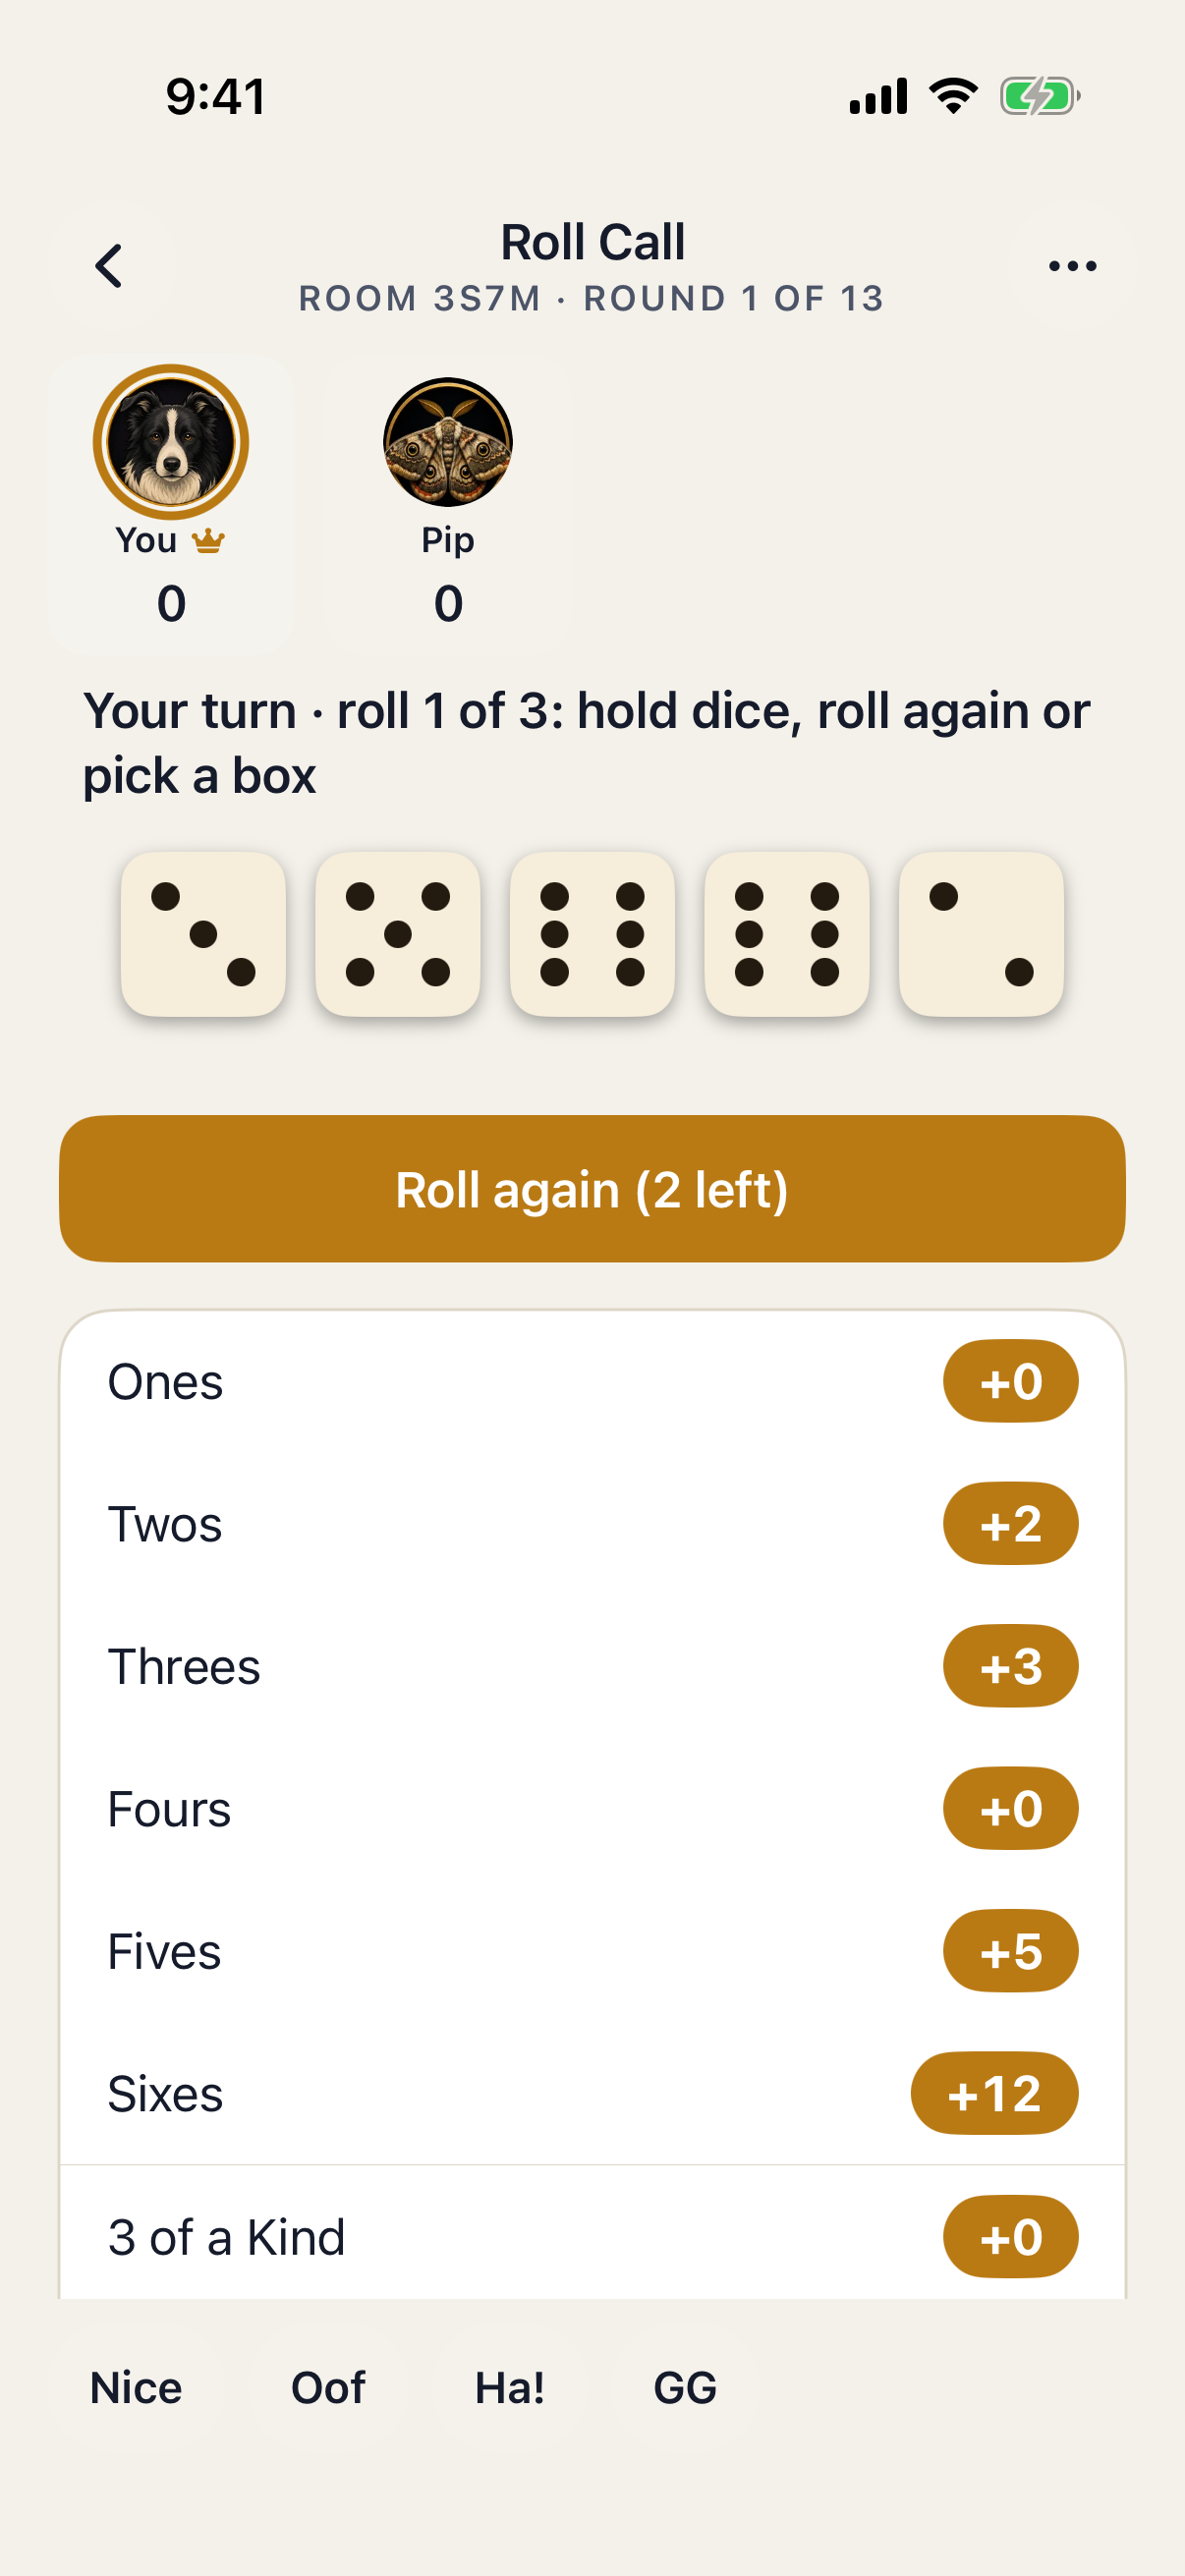 9:41
Roll Call
ROOM 3S7M · ROUND 1 OF 13
You
Pip
0
0
Your turn · roll 1 of 3: hold dice, roll again or
pick a box
Roll again (2 left)
Ones +0
Twos +2
Threes +3
Fours +0
Fives +5
Sixes +12
3 of a Kind +0
Nice Oof Ha! GG